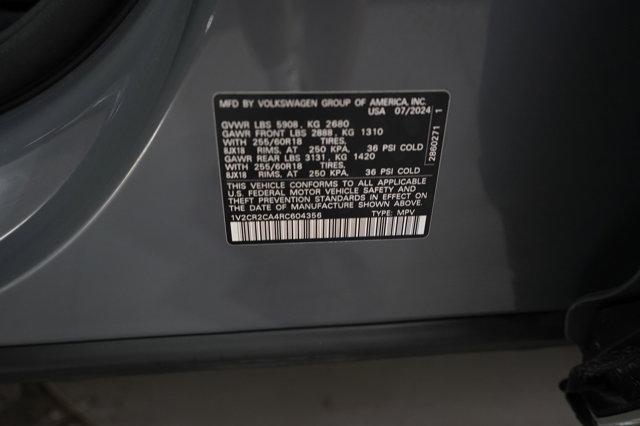 MFD BY VOLKSWAGEN GROUP OF AMERICA, INC.
USA 07/2024
GVWR LBS 5908, KG 2680
GAWR FRONT LBS 2888, KG 1310
WITH 255/60R18 TIRES,
8JX18 RIMS, AT 250 KPA, 36 PSI COLD
GAWR REAR LBS 3131, KG 1420
WITH 255/60R18 TIRES,
8JX18 RIMS, AT 250 KPA, 36 PSI COLD
THIS VEHICLE CONFORMS TO ALL APPLICABLE
U.S. FEDERAL MOTOR VEHICLE SAFETY AND
THEFT PREVENTION STANDARDS IN EFFECT ON
THE DATE OF MANUFACTURE SHOWN ABOVE.
1V2CR2CA4RC604356 TYPE: MPV
2880271 1